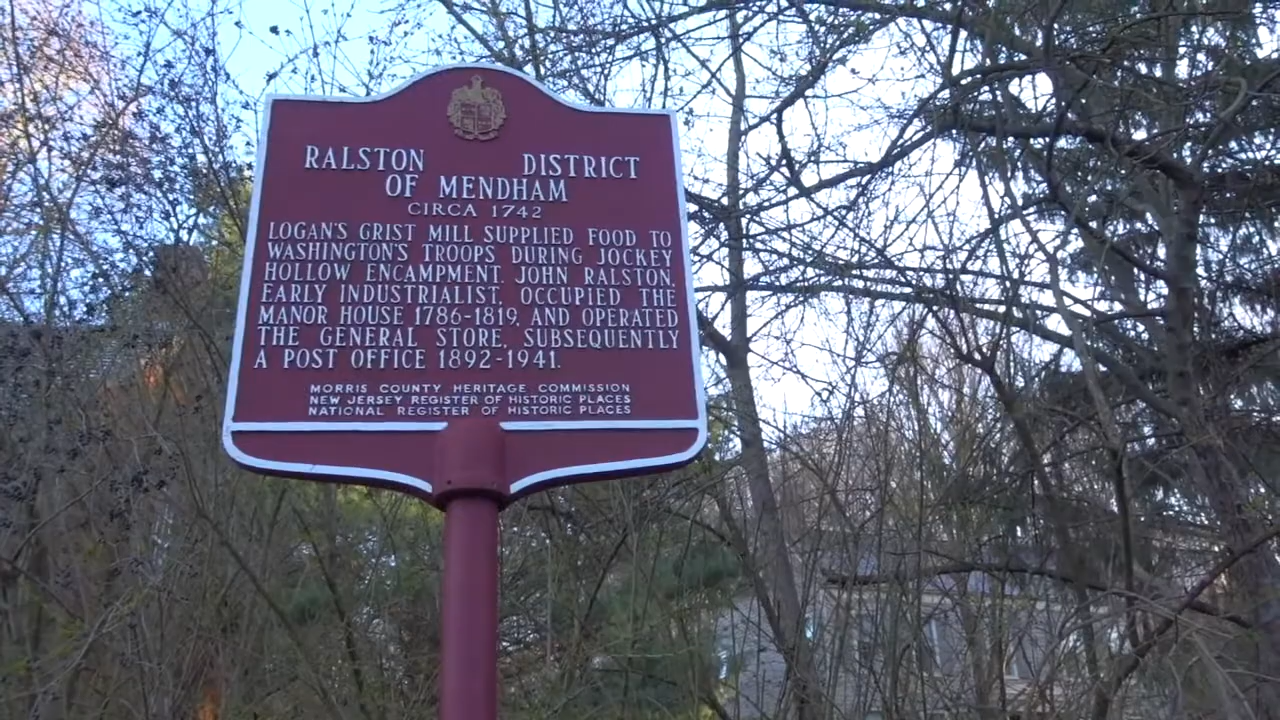 RALSTON DISTRICT
OF MENDHAM
CIRCA 1742
LOGAN'S GRIST MILL SUPPLIED FOOD TO
WASHINGTON'S TROOPS DURING JOCKEY
HOLLOW ENCAMPMENT. JOHN RALSTON,
EARLY INDUSTRIALIST, OCCUPIED THE
MANOR HOUSE 1786-1819, AND OPERATED
THE GENERAL STORE, SUBSEQUENTLY
A POST OFFICE 1892-1941.
MORRIS COUNTY HERITAGE COMMISSION
NEW JERSEY REGISTER OF HISTORIC PLACES
NATIONAL REGISTER OF HISTORIC PLACES